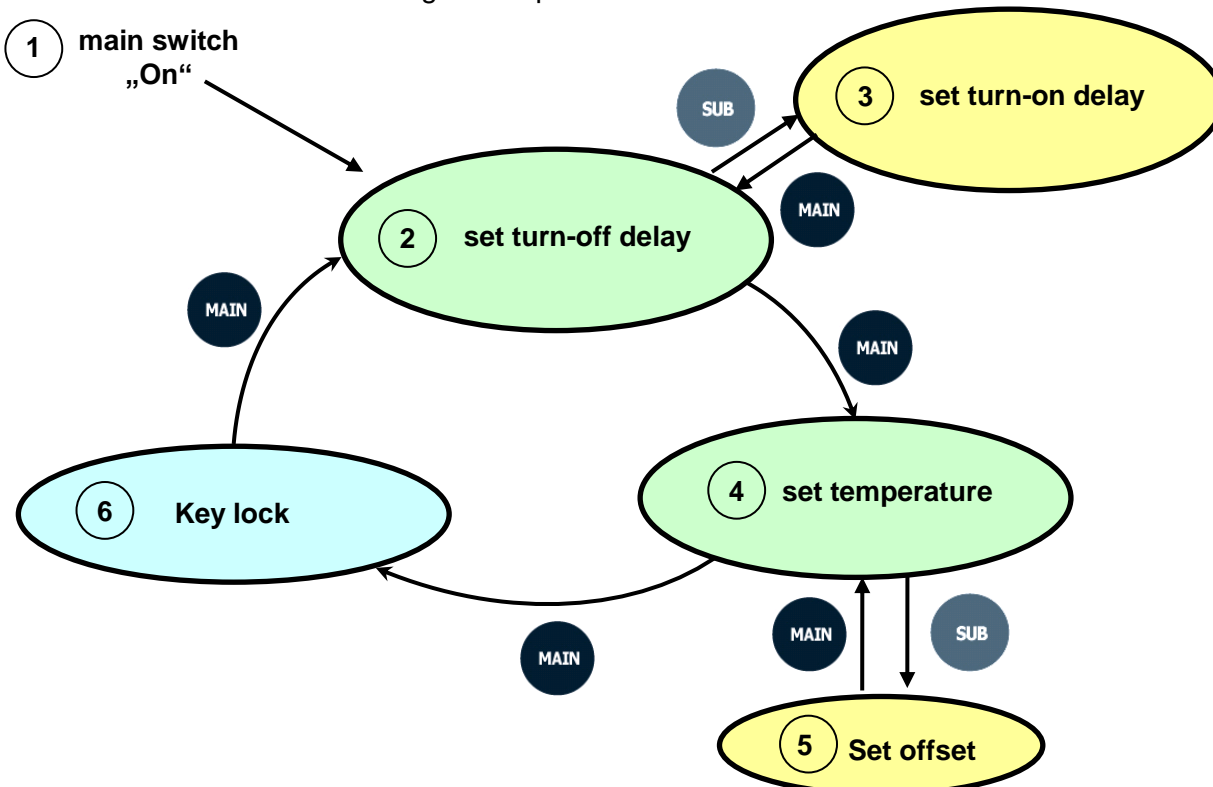 1 main switch
„On“
SUB
3 set turn-on delay
MAIN
2 set turn-off delay
MAIN
MAIN
4 set temperature
6 Key lock
MAIN
MAIN
SUB
5 Set offset